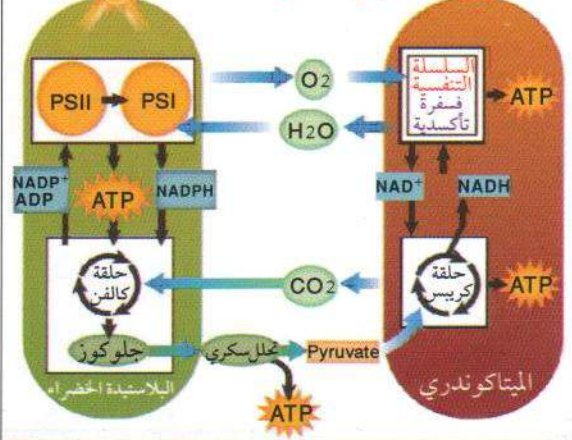 PSII
PSI
O2
H2O
السلسلة
التنفسية
فسفرة
تأكسدية
ATP
NADP+
ADP
ATP
NADPH
NAD+
NADH
حلقة
كالفن
CO2
حلقة
كريبس
ATP
جلوكوز
تحلل سكري
Pyruvate
البلاستيدة الخضراء
الميتاكوندري
ATP